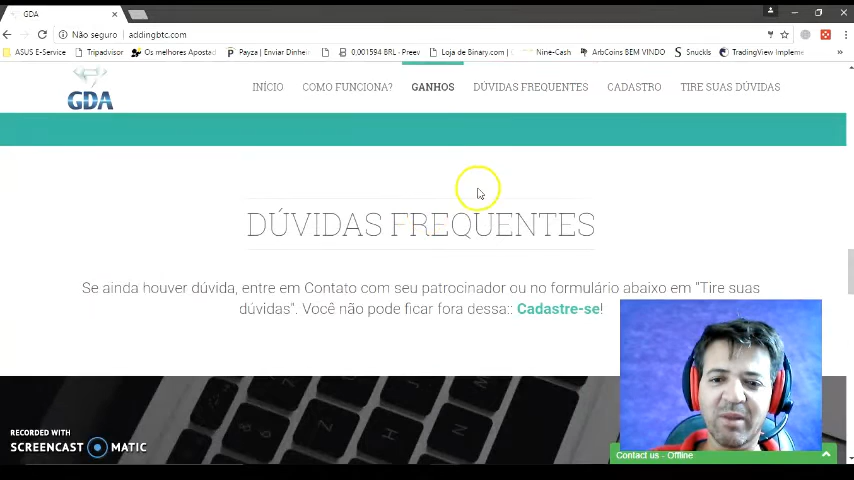 GDA
Não seguro
addingbtc.com
ASUS E-Service
Tripadvisor
Os melhores Apostad
Payza | Enviar Dinhei
0,001594 BRL - Preev
Loja de Binary.com |
Nine-Cash
ArbCoins BEM VINDO
Snuckls
TradingView Impleme
GDA
INÍCIO
COMO FUNCIONA?
GANHOS
DÚVIDAS FREQUENTES
CADASTRO
TIRE SUAS DÚVIDAS
DÚVIDAS FREQUENTES
Se ainda houver dúvida, entre em Contato com seu patrocinador ou no formulário abaixo em "Tire suas
dúvidas". Você não pode ficar fora dessa:: Cadastre-se!
RECORDED WITH
SCREENCAST MATIC
Contact us - Offline